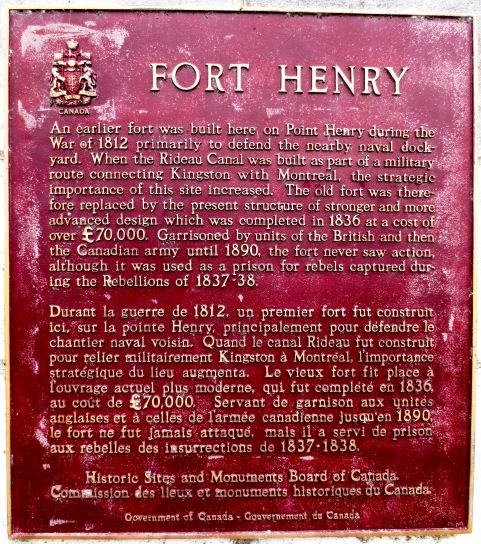 CANADA
FORT HENRY
An earlier fort was built here on Point Henry during the
War of 1812 primarily to defend the nearby naval dock-
yard. When the Rideau Canal was built as part of a military
route connecting Kingston with Montreal, the strategic
importance of this site increased. The old fort was there-
fore replaced by the present structure of stronger and more
advanced design which was completed in 1836 at a cost of
over £70,000. Garrisoned by units of the British and then
the Canadian army until 1890, the fort never saw action,
although it was used as a prison for rebels captured dur-
ing the Rebellions of 1837-38.
Durant la guerre de 1812, un premier fort fut construit
ici, sur la pointe Henry, principalement pour défendre le
chantier naval voisin. Quand le canal Rideau fut construit
pour relier militairement Kingston à Montréal, l'importance
stratégique du lieu augmenta. Le vieux fort fit place à
l'ouvrage actuel plus moderne, qui fut complété en 1836,
au coût de £70,000. Servant de garnison aux unités
anglaises et à celles de l'armée canadienne jusqu'en 1890,
le fort ne fut jamais attaqué, mais il a servi de prison
aux rebelles des insurrections de 1837-1838.
Historic Sites and Monuments Board of Canada.
Commission des lieux et monuments historiques du Canada.
Government of Canada - Gouvernement du Canada